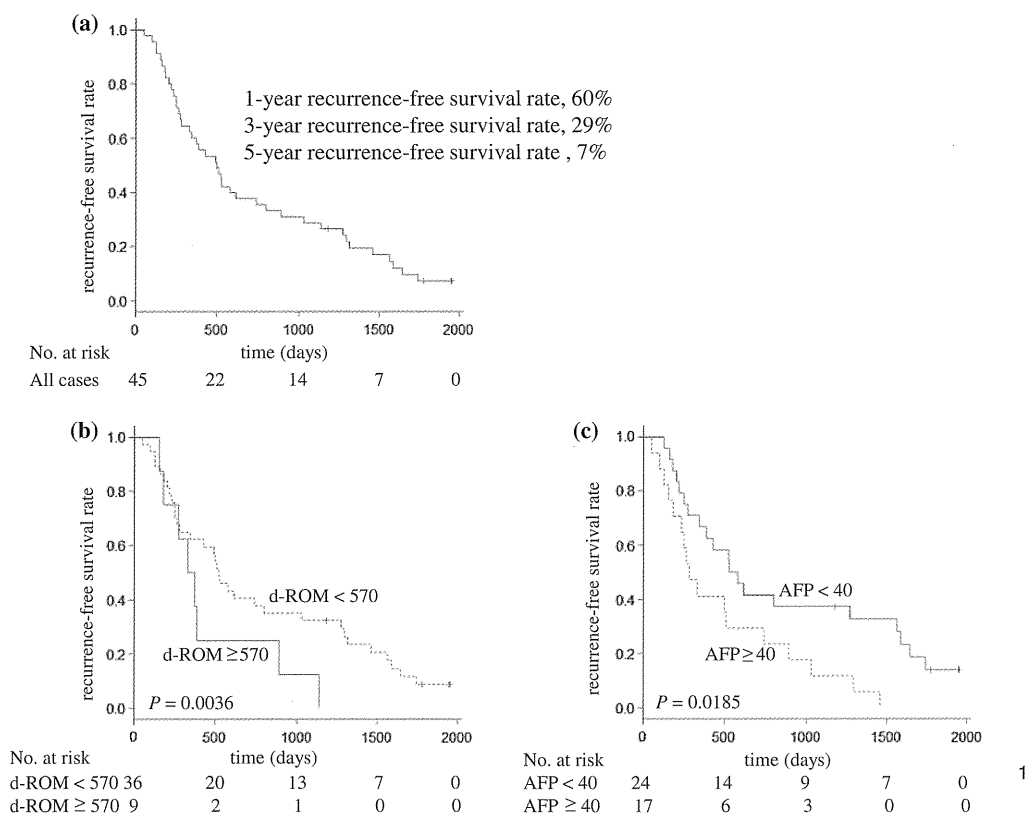 (a)
1.0
0.8
0.6
0.4
0.2
0.0
recurrence-free survival rate
1-year recurrence-free survival rate, 60%
3-year recurrence-free survival rate, 29%
5-year recurrence-free survival rate , 7%
0 500 1000 1500 2000
No. at risk time (days)
All cases 45 22 14 7 0
(b)
1.0
0.8
0.6
0.4
0.2
0.0
recurrence-free survival rate
d-ROM < 570
d-ROM ≥570
P = 0.0036
0 500 1000 1500 2000
No. at risk time (days)
d-ROM < 570 36 20 13 7 0
d-ROM ≥ 570 9 2 1 0 0
(c)
1.0
0.8
0.6
0.4
0.2
0.0
recurrence-free survival rate
AFP < 40
AFP≥40
P = 0.0185
0 500 1000 1500 2000
No. at risk time (days)
AFP < 40 24 14 9 7 0
AFP ≥ 40 17 6 3 0 0
1